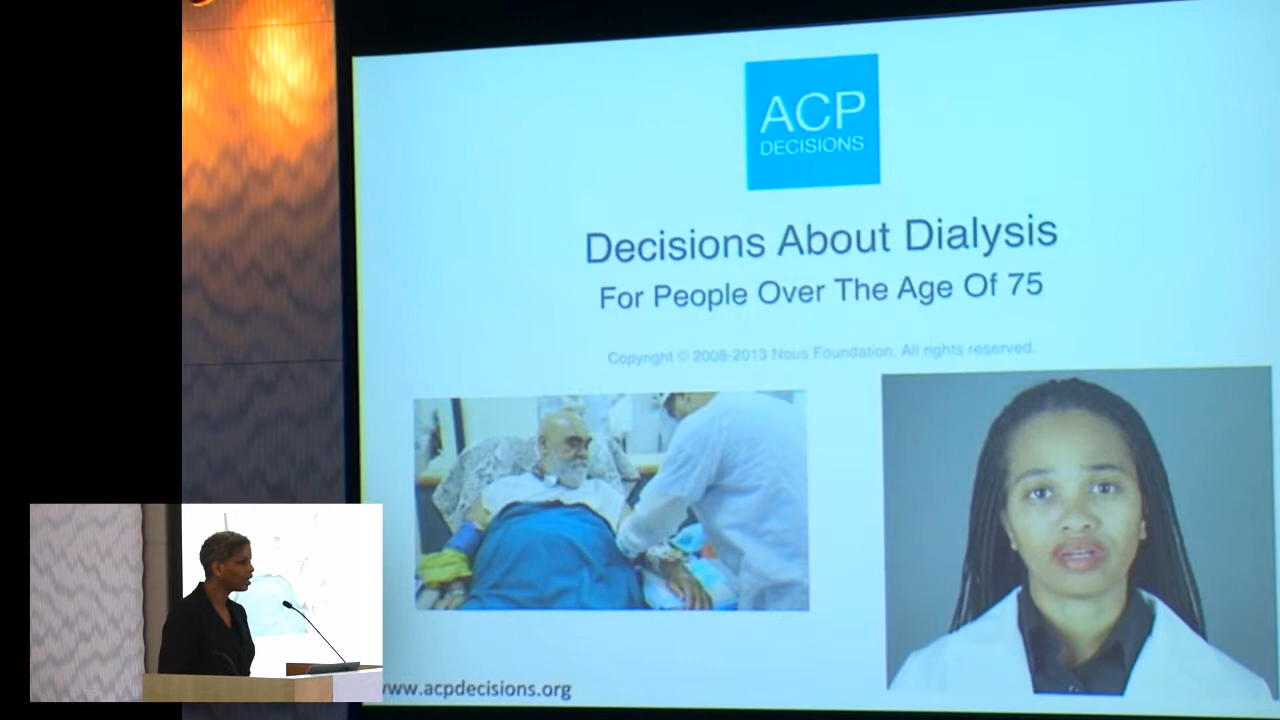 ACP
DECISIONS
Decisions About Dialysis
For People Over The Age Of 75
Copyright © 2008-2013 Nous Foundation. All rights reserved.
www.acpdecisions.org